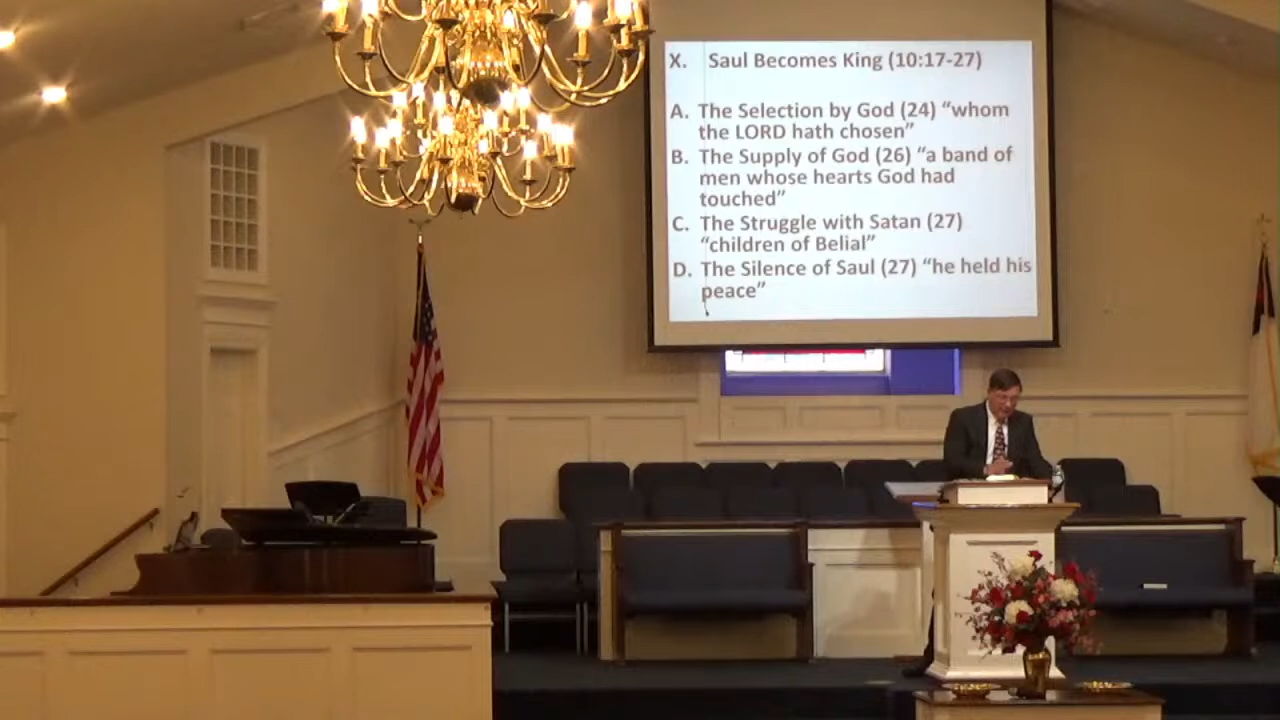 X. Saul Becomes King (10:17-27)
A. The Selection by God (24) “whom
the LORD hath chosen”
B. The Supply of God (26) “a band of
men whose hearts God had
touched”
C. The Struggle with Satan (27)
“children of Belial”
D. The Silence of Saul (27) “he held his
peace”